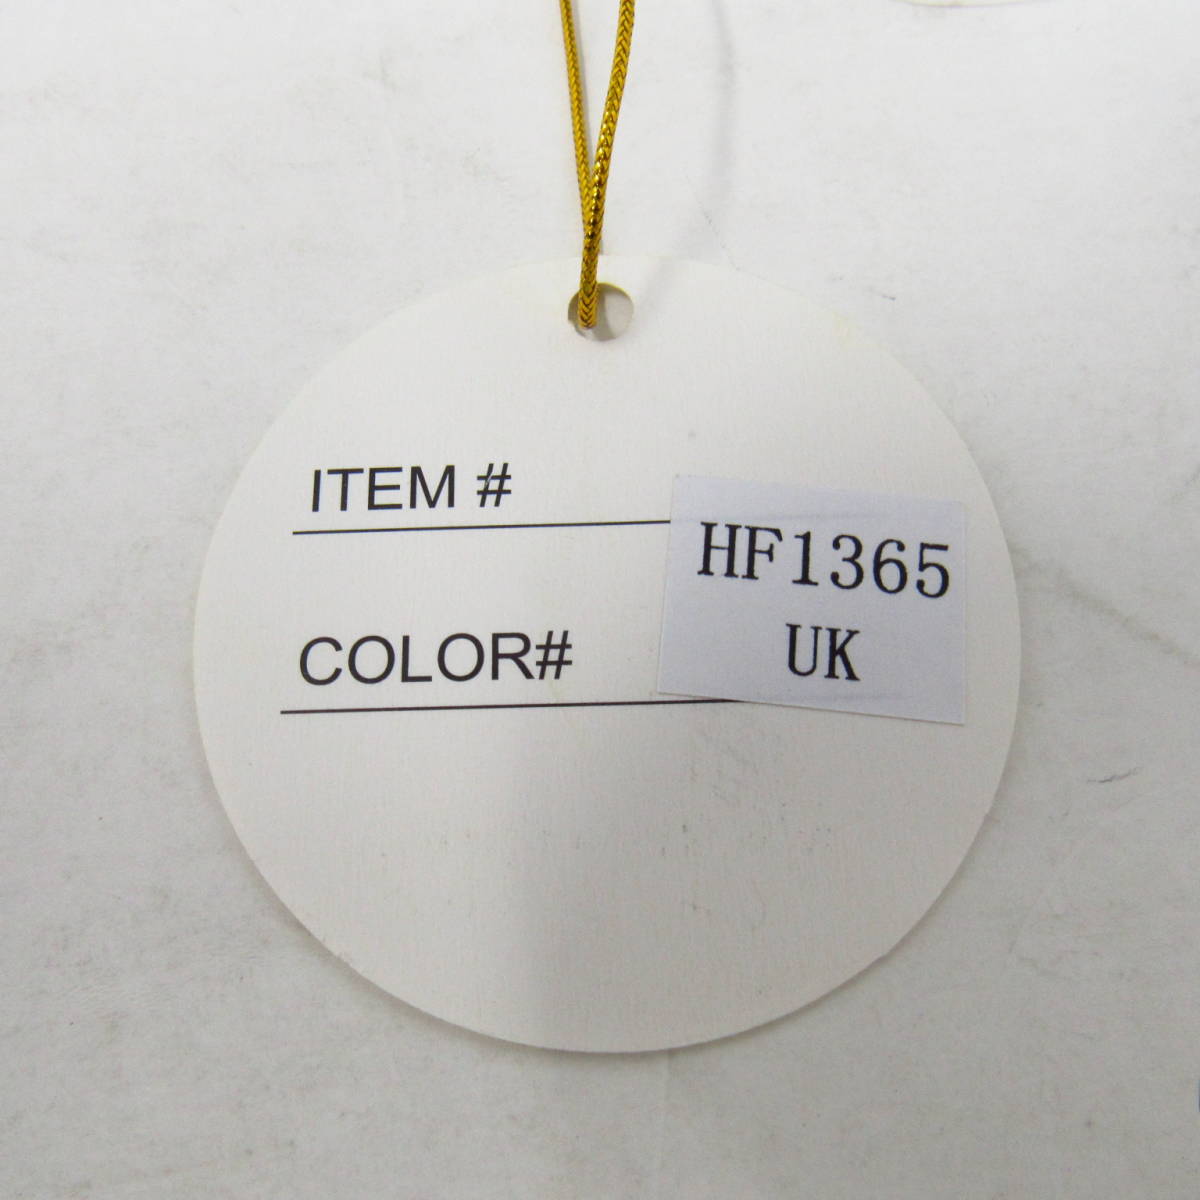 ITEM #
HF1365
COLOR#
UK